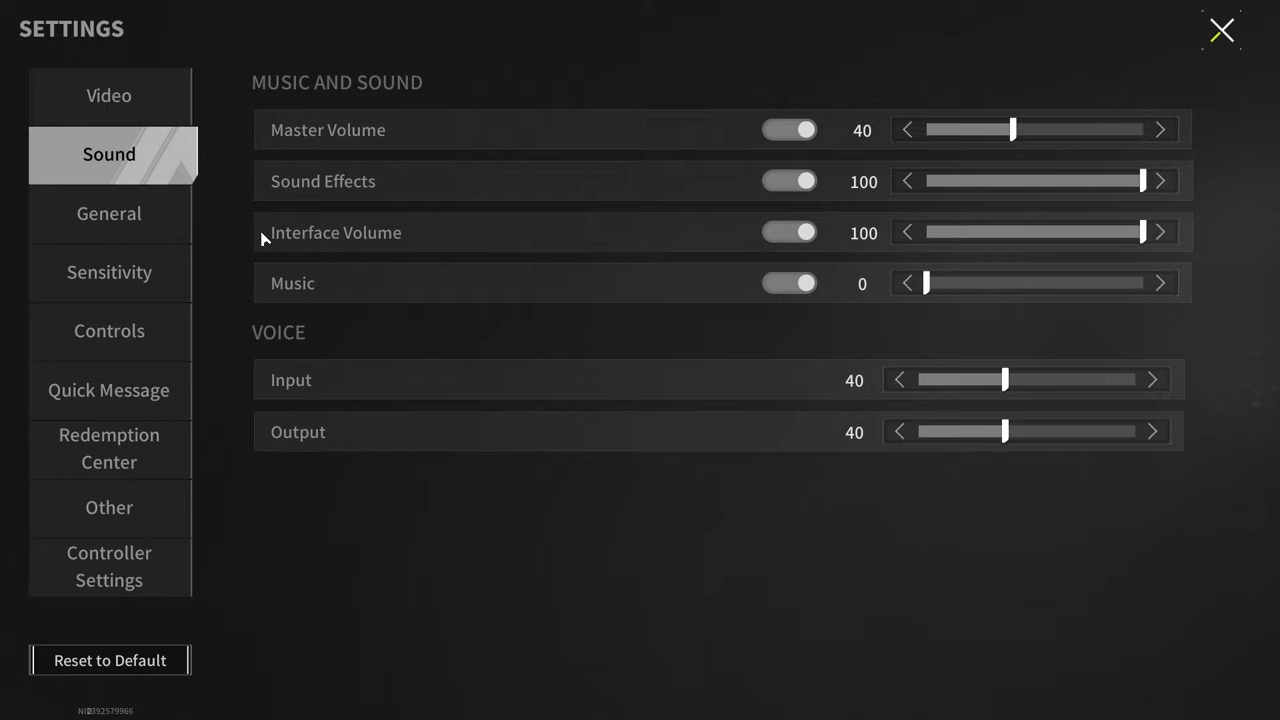 SETTINGS
Video
Sound
General
Sensitivity
Controls
Quick Message
Redemption
Center
Other
Controller
Settings
Reset to Default
MUSIC AND SOUND
Master Volume 40
Sound Effects 100
Interface Volume 100
Music 0
VOICE
Input 40
Output 40